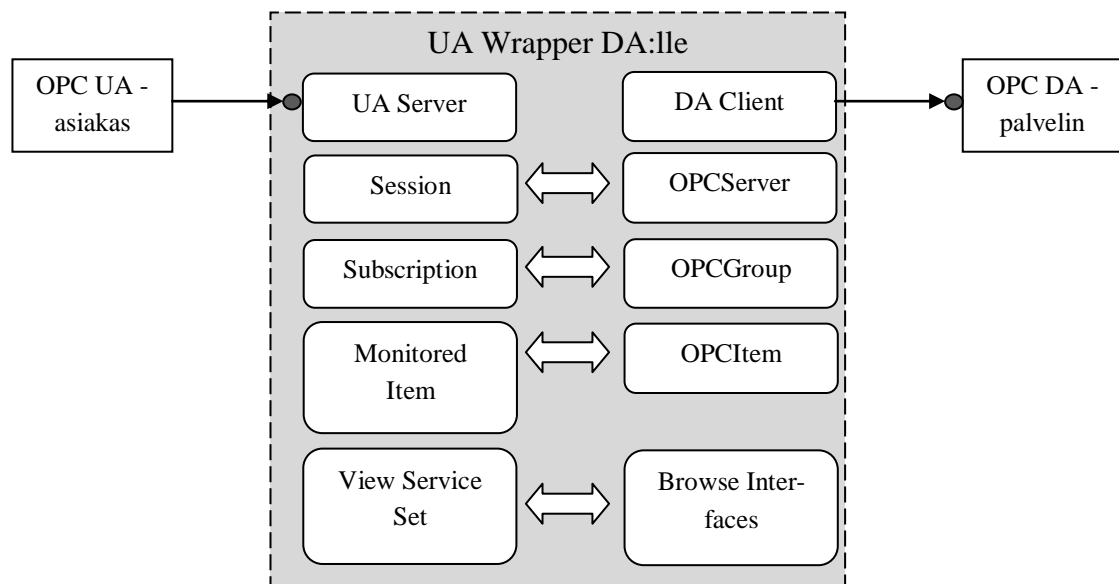 UA Wrapper DA:lle
OPC UA -
asiakas
UA Server
DA Client
OPC DA -
palvelin
Session
OPCServer
Subscription
OPCGroup
Monitored
Item
OPCItem
View Service
Set
Browse Inter-
faces